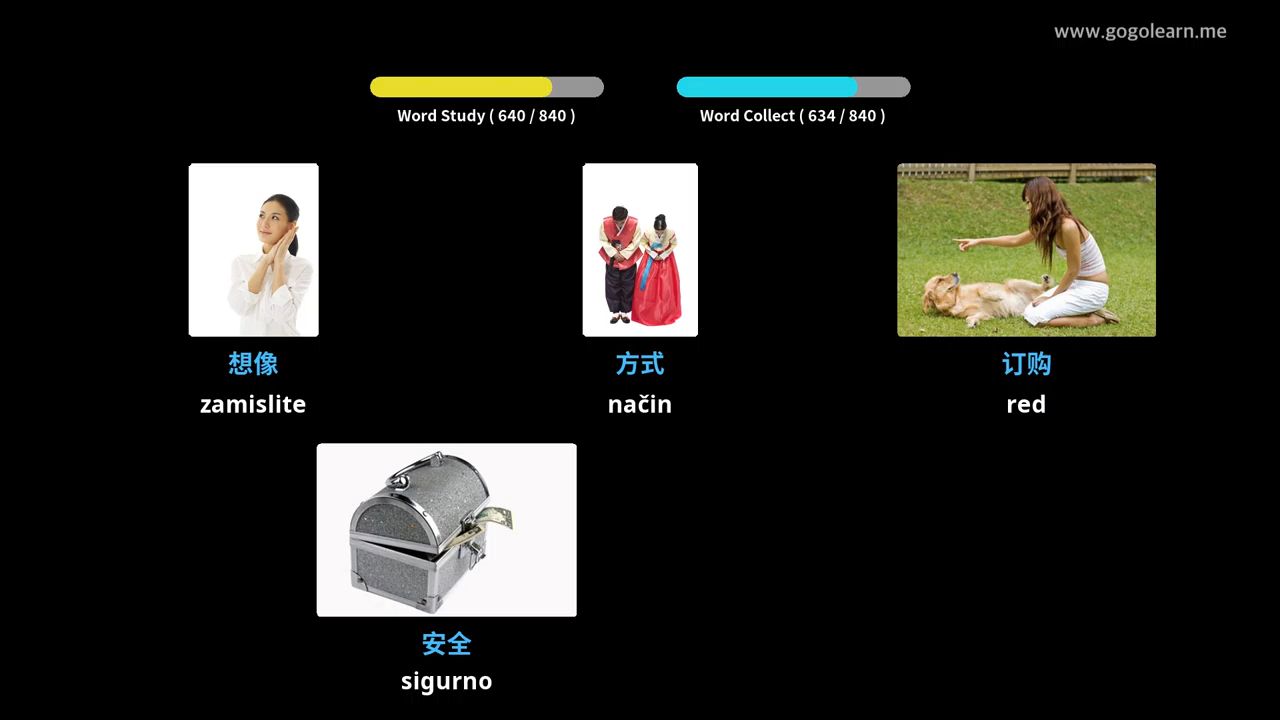 www.gogolearn.me
Word Study ( 640 / 840 )
Word Collect ( 634 / 840 )
想像
方式
订购
zamislite
način
red
安全
sigurno